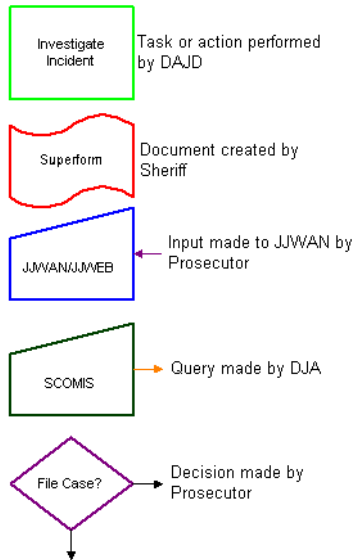 Investigate
Incident
Task or action performed
by DAJD
Superform
Document created by
Sheriff
JJWAN/JJWEB
Input made to JJWAN by
Prosecutor
SCOMIS
Query made by DJA
File Case?
Decision made by
Prosecutor